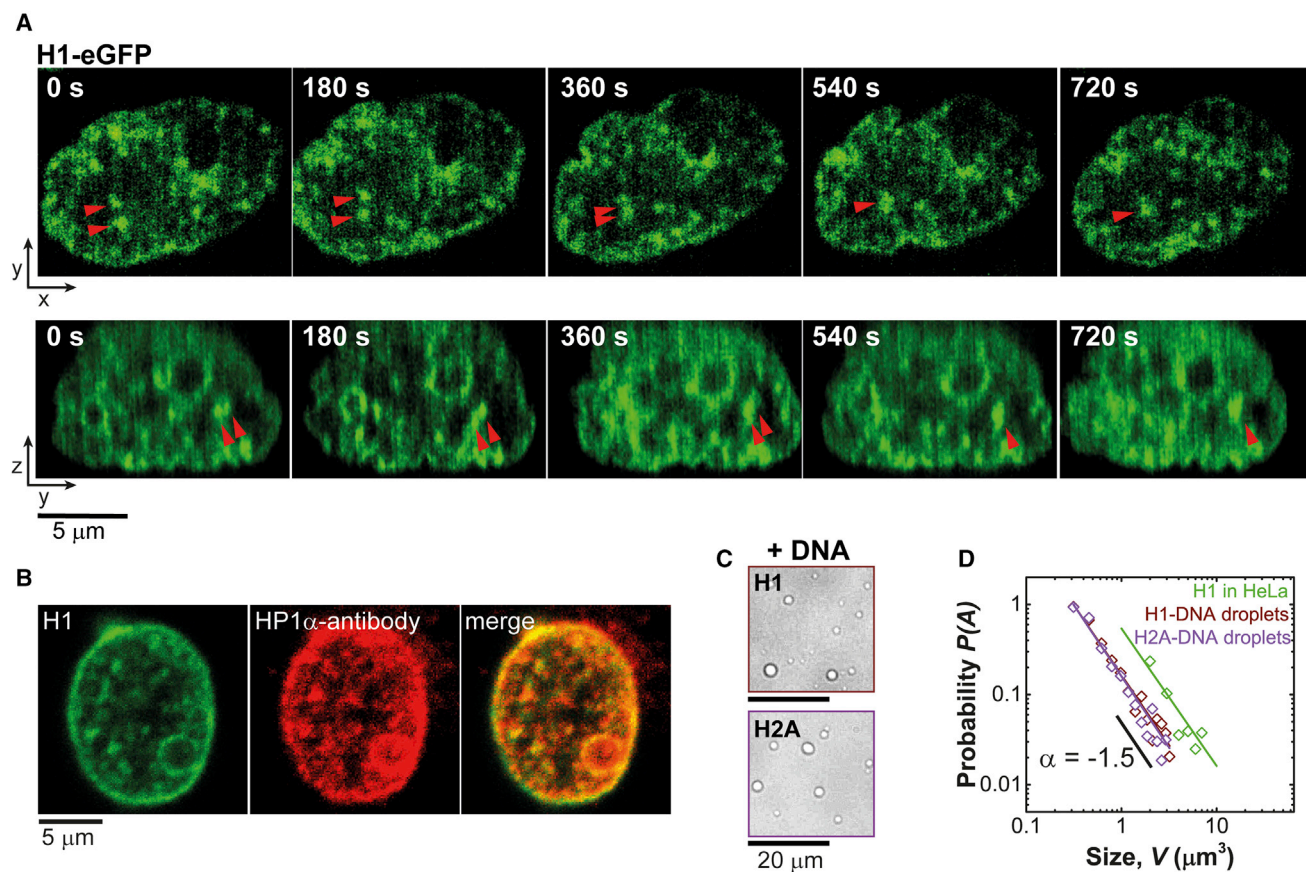 A
H1-eGFP
0 s 180 s 360 s 540 s 720 s
y
x
0 s 180 s 360 s 540 s 720 s
z
y
5 μm
B
H1 HP1α-antibody merge
5 μm
C
+ DNA
H1
H2A
20 μm
D
Probability P(A)
1
0.1
0.01
H1 in HeLa
H1-DNA droplets
H2A-DNA droplets
α = -1.5
0.1 1 10
Size, V (μm³)